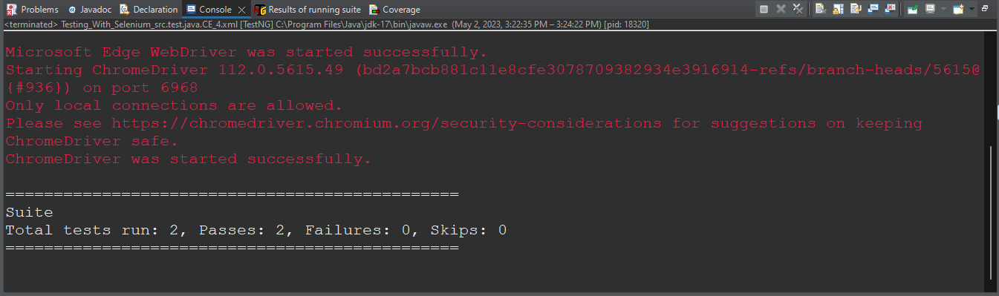 Problems Javadoc Declaration Console Results of running suite Coverage
<terminated> Testing_With_Selenium_src.test.java.CE_4.xml [TestNG] C:\Program Files\Java\jdk-17\bin\javaw.exe (May 2, 2023, 3:22:35 PM – 3:24:22 PM) [pid: 18320]
Microsoft Edge WebDriver was started successfully.
Starting ChromeDriver 112.0.5615.49 (bd2a7bcb881c11e8cfe3078709382934e3916914-refs/branch-heads/5615@
{#936}) on port 6968
Only local connections are allowed.
Please see https://chromedriver.chromium.org/security-considerations for suggestions on keeping
ChromeDriver safe.
ChromeDriver was started successfully.
===============================================
Suite
Total tests run: 2, Passes: 2, Failures: 0, Skips: 0
===============================================